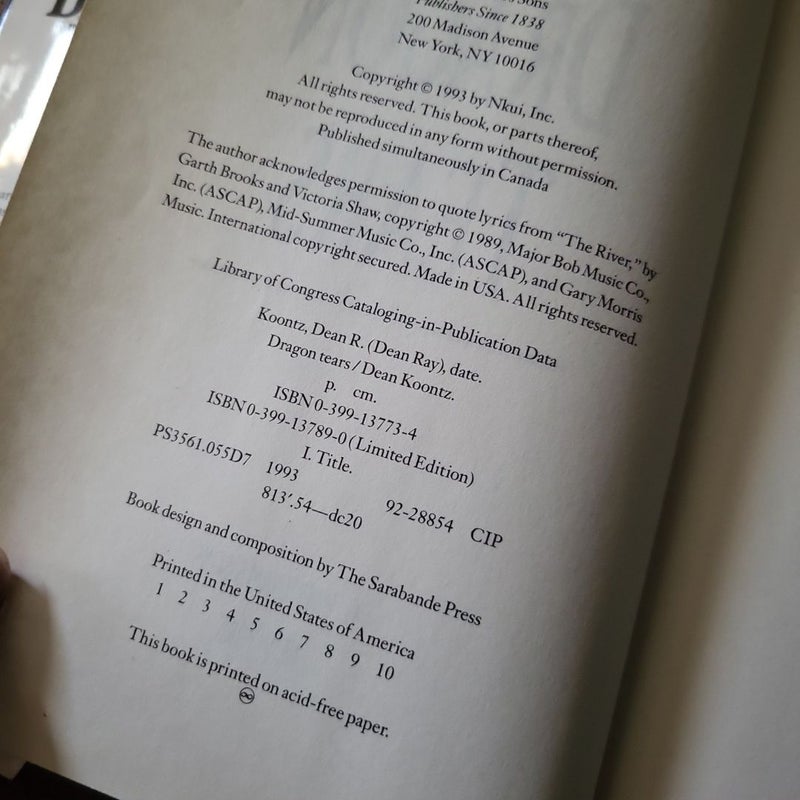 Sons
Publishers Since 1838
200 Madison Avenue
New York, NY 10016
Copyright © 1993 by Nkui, Inc.
All rights reserved. This book, or parts thereof,
may not be reproduced in any form without permission.
Published simultaneously in Canada
The author acknowledges permission to quote lyrics from “The River,” by
Garth Brooks and Victoria Shaw, copyright © 1989, Major Bob Music Co.,
Inc. (ASCAP), Mid-Summer Music Co., Inc. (ASCAP), and Gary Morris
Music. International copyright secured. Made in USA. All rights reserved.
Library of Congress Cataloging-in-Publication Data
Koontz, Dean R. (Dean Ray), date.
Dragon tears / Dean Koontz.
p. cm.
ISBN 0-399-13773-4
ISBN 0-399-13789-0 (Limited Edition)
I. Title.
PS3561.O55D7 1993 92-28854 CIP
813′.54—dc20
Book design and composition by The Sarabande Press
Printed in the United States of America
1 2 3 4 5 6 7 8 9 10
This book is printed on acid-free paper.